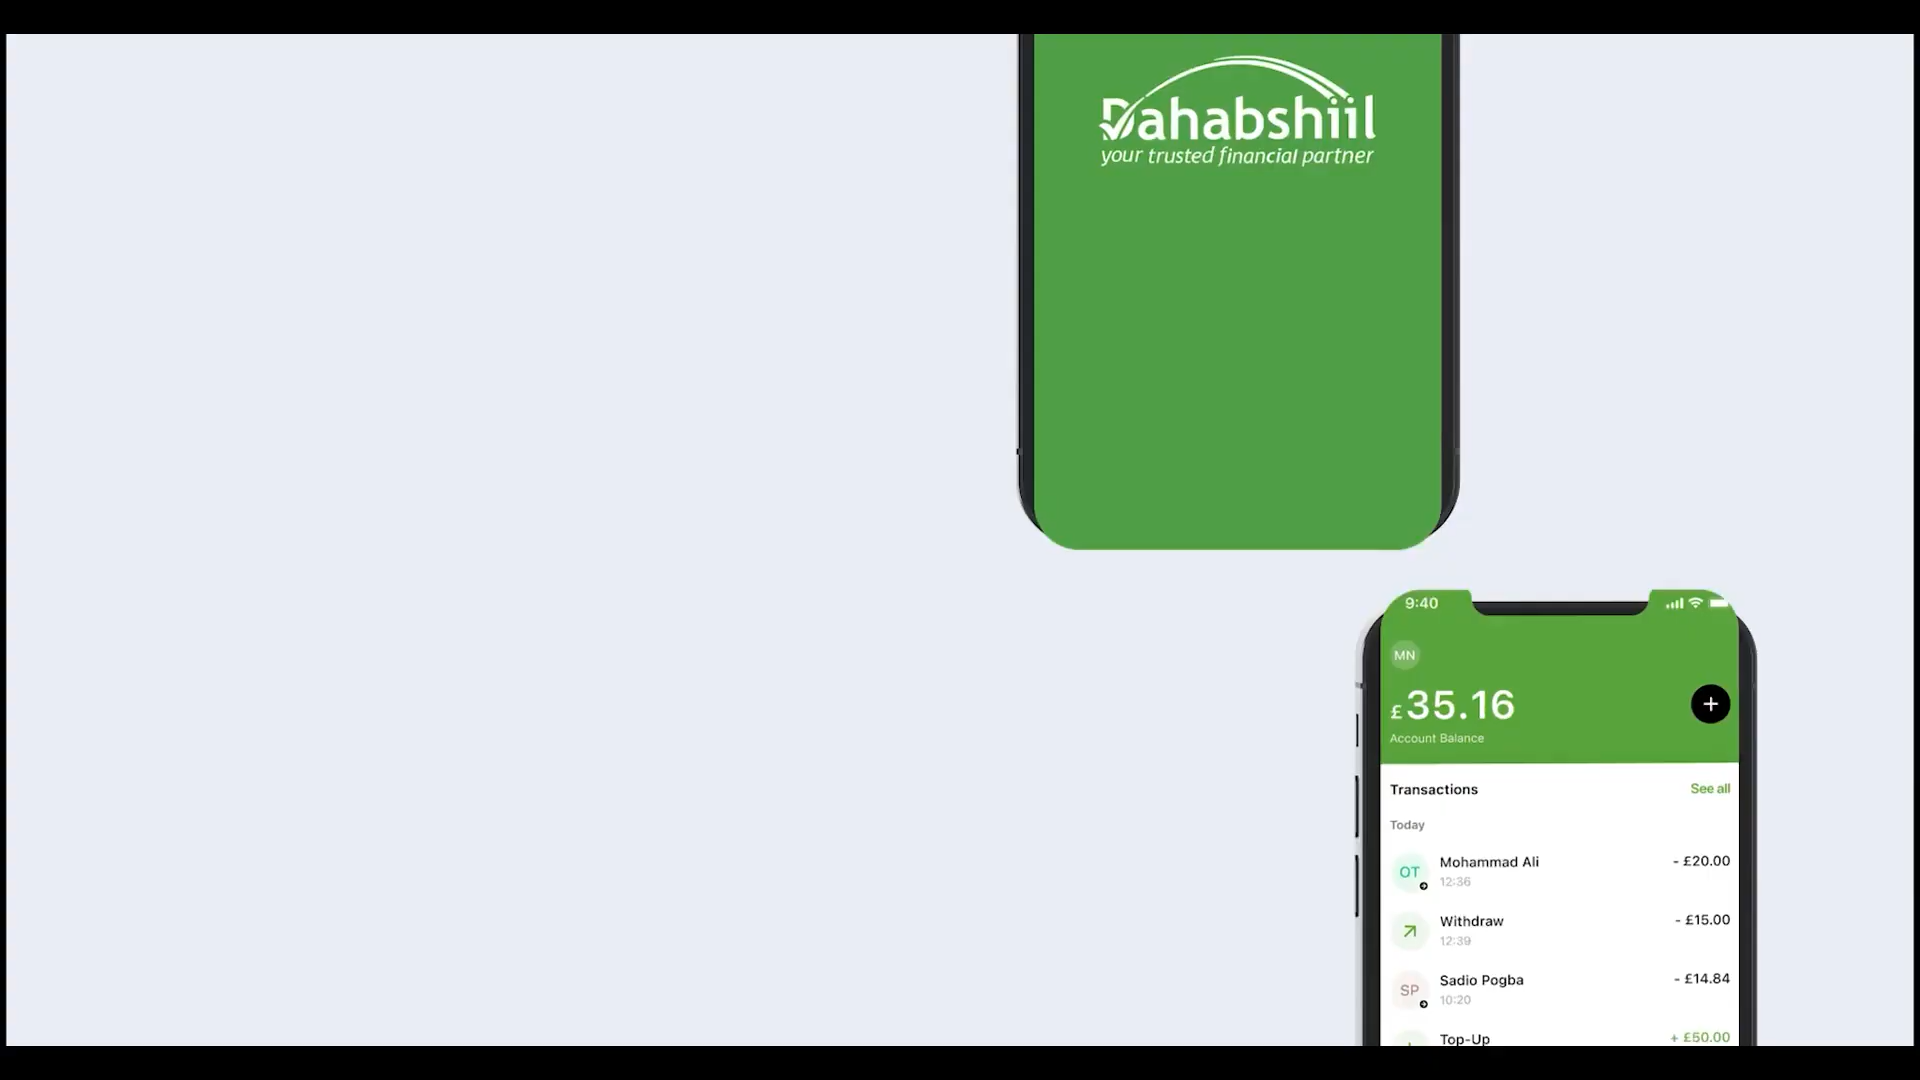 Dahabshiil
your trusted financial partner
9:40
MN
£35.16
Account Balance
Transactions
See all
Today
OT
Mohammad Ali
- £20.00
12:36
Withdraw
- £15.00
12:39
SP
Sadio Pogba
- £14.84
10:20
Top-Up
+ £50.00